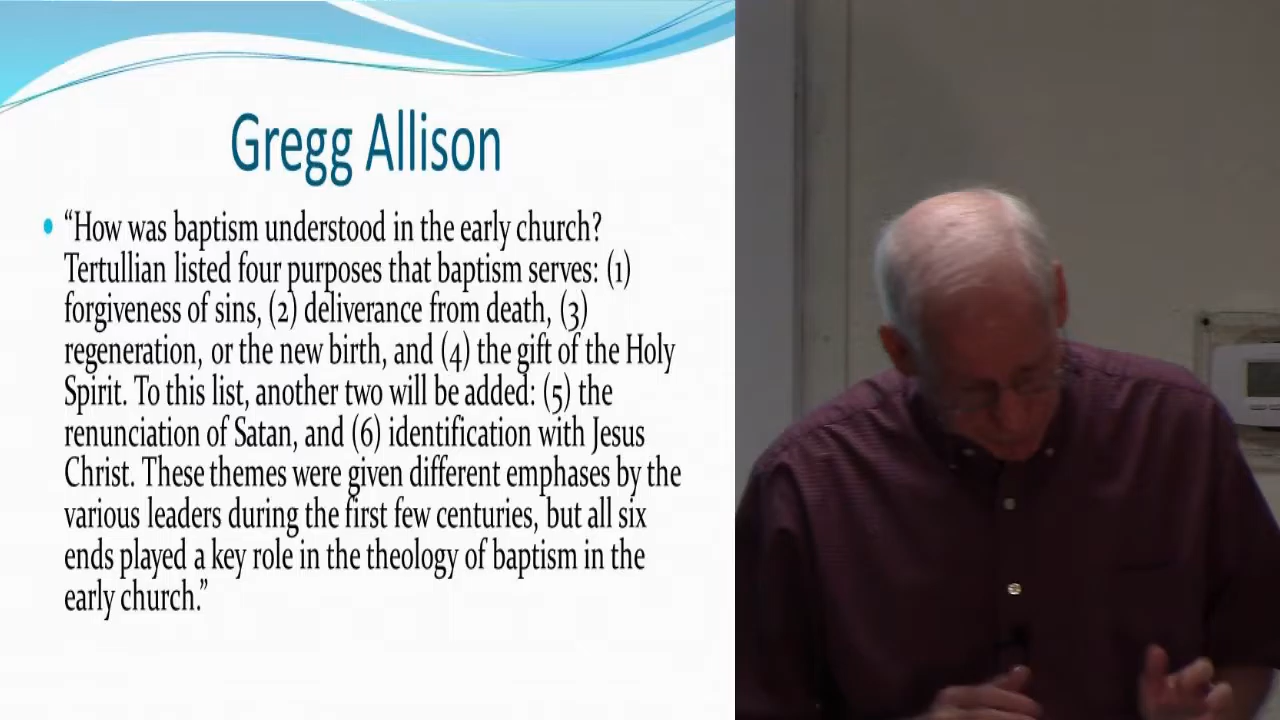 Gregg Allison
• “How was baptism understood in the early church?
Tertullian listed four purposes that baptism serves: (1)
forgiveness of sins, (2) deliverance from death, (3)
regeneration, or the new birth, and (4) the gift of the Holy
Spirit. To this list, another two will be added: (5) the
renunciation of Satan, and (6) identification with Jesus
Christ. These themes were given different emphases by the
various leaders during the first few centuries, but all six
ends played a key role in the theology of baptism in the
early church.”